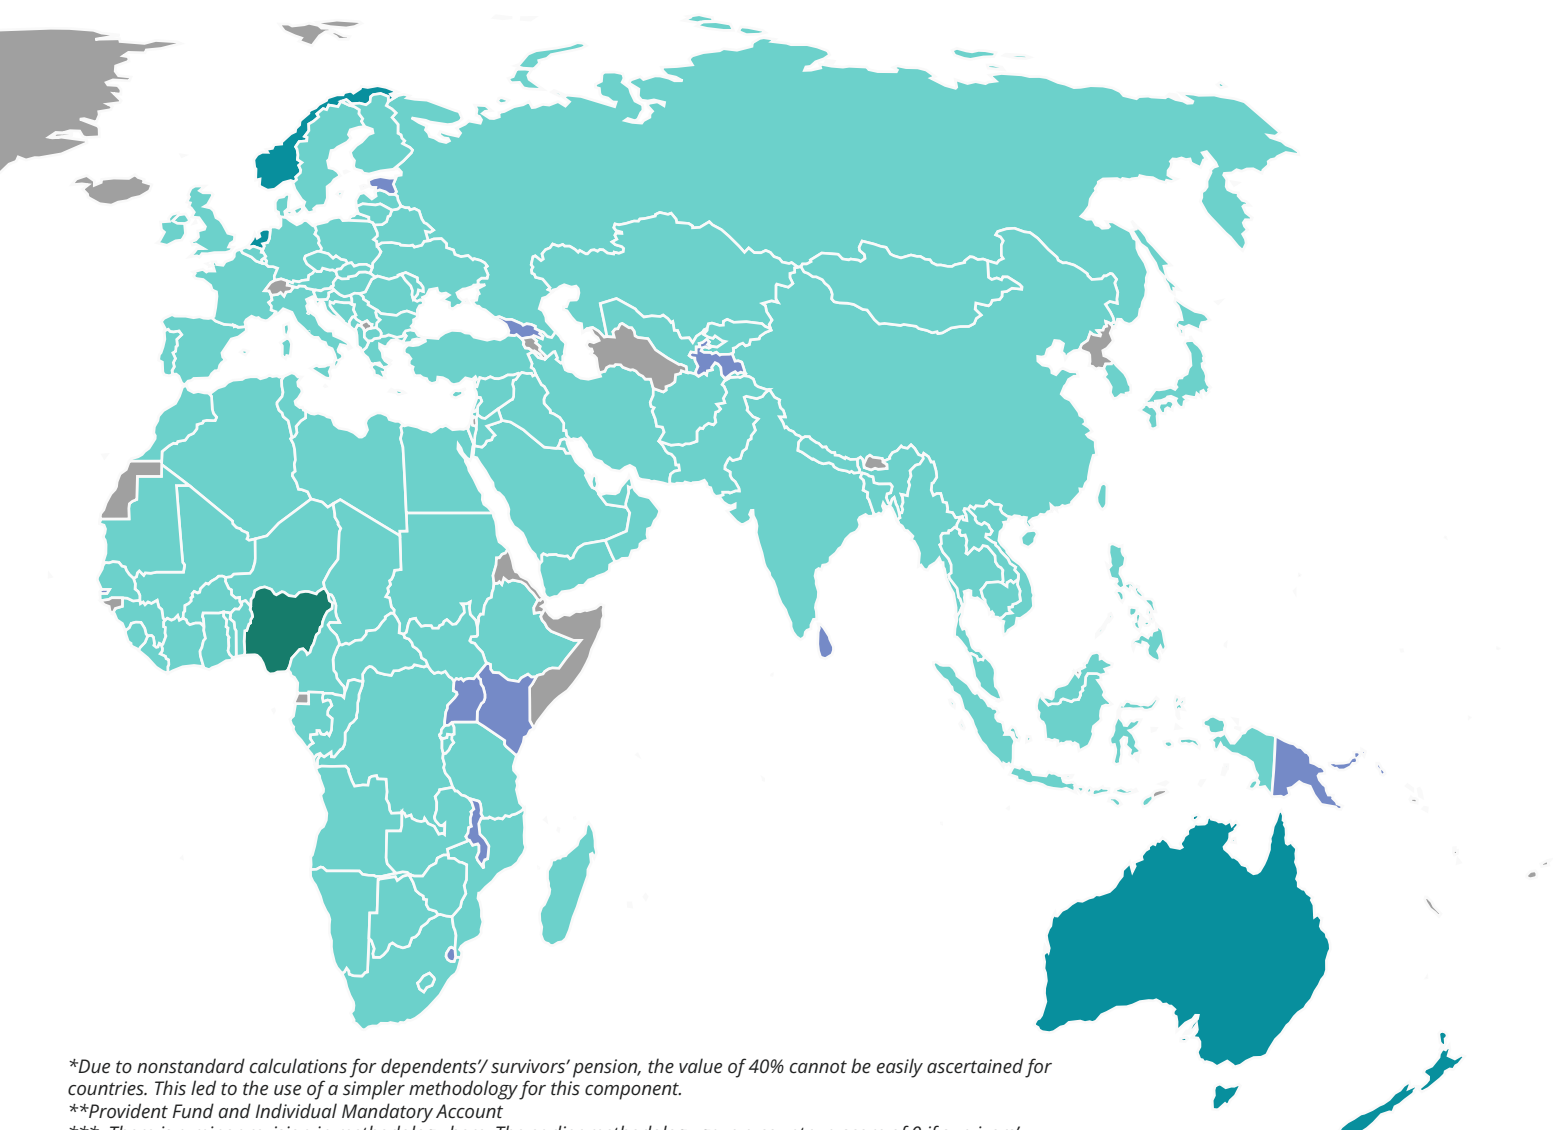 *Due to nonstandard calculations for dependents’/ survivors’ pension, the value of 40% cannot be easily ascertained for
countries. This led to the use of a simpler methodology for this component.
**Provident Fund and Individual Mandatory Account